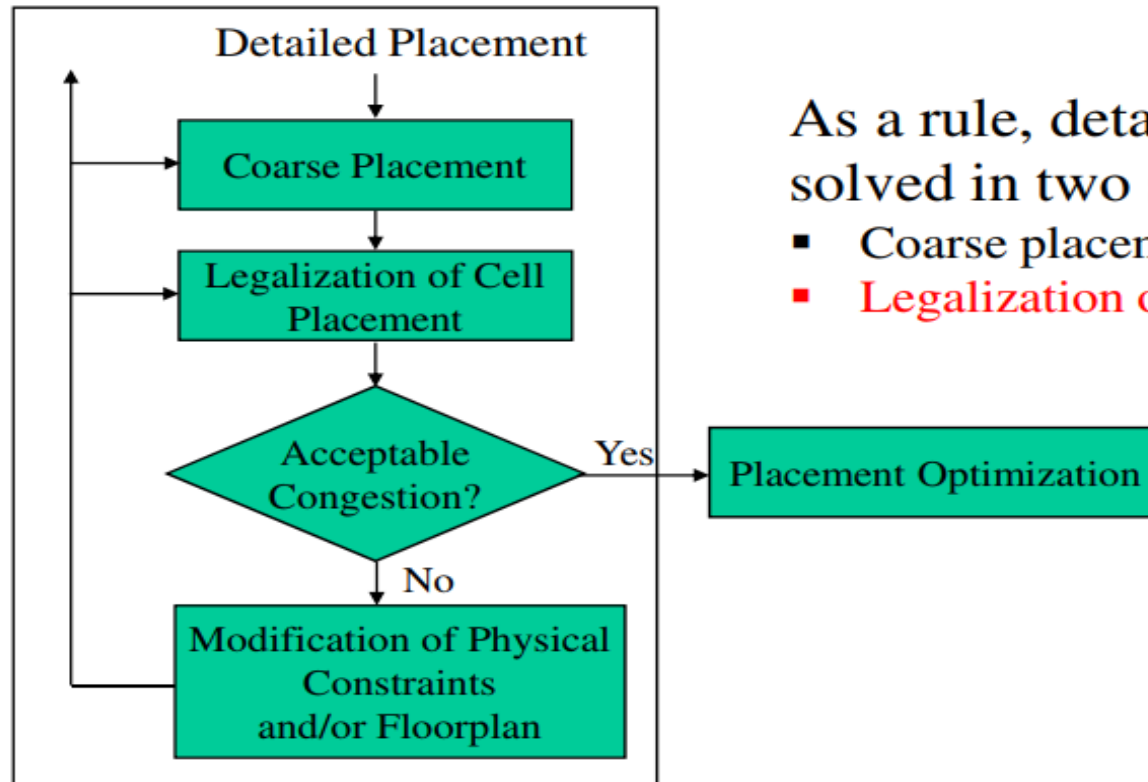 Detailed Placement
Coarse Placement
Legalization of Cell
Placement
Acceptable
Congestion?
Yes
No
Modification of Physical
Constraints
and/or Floorplan
Placement Optimization
As a rule, deta
solved in two
▪ Coarse placen
▪ Legalization o